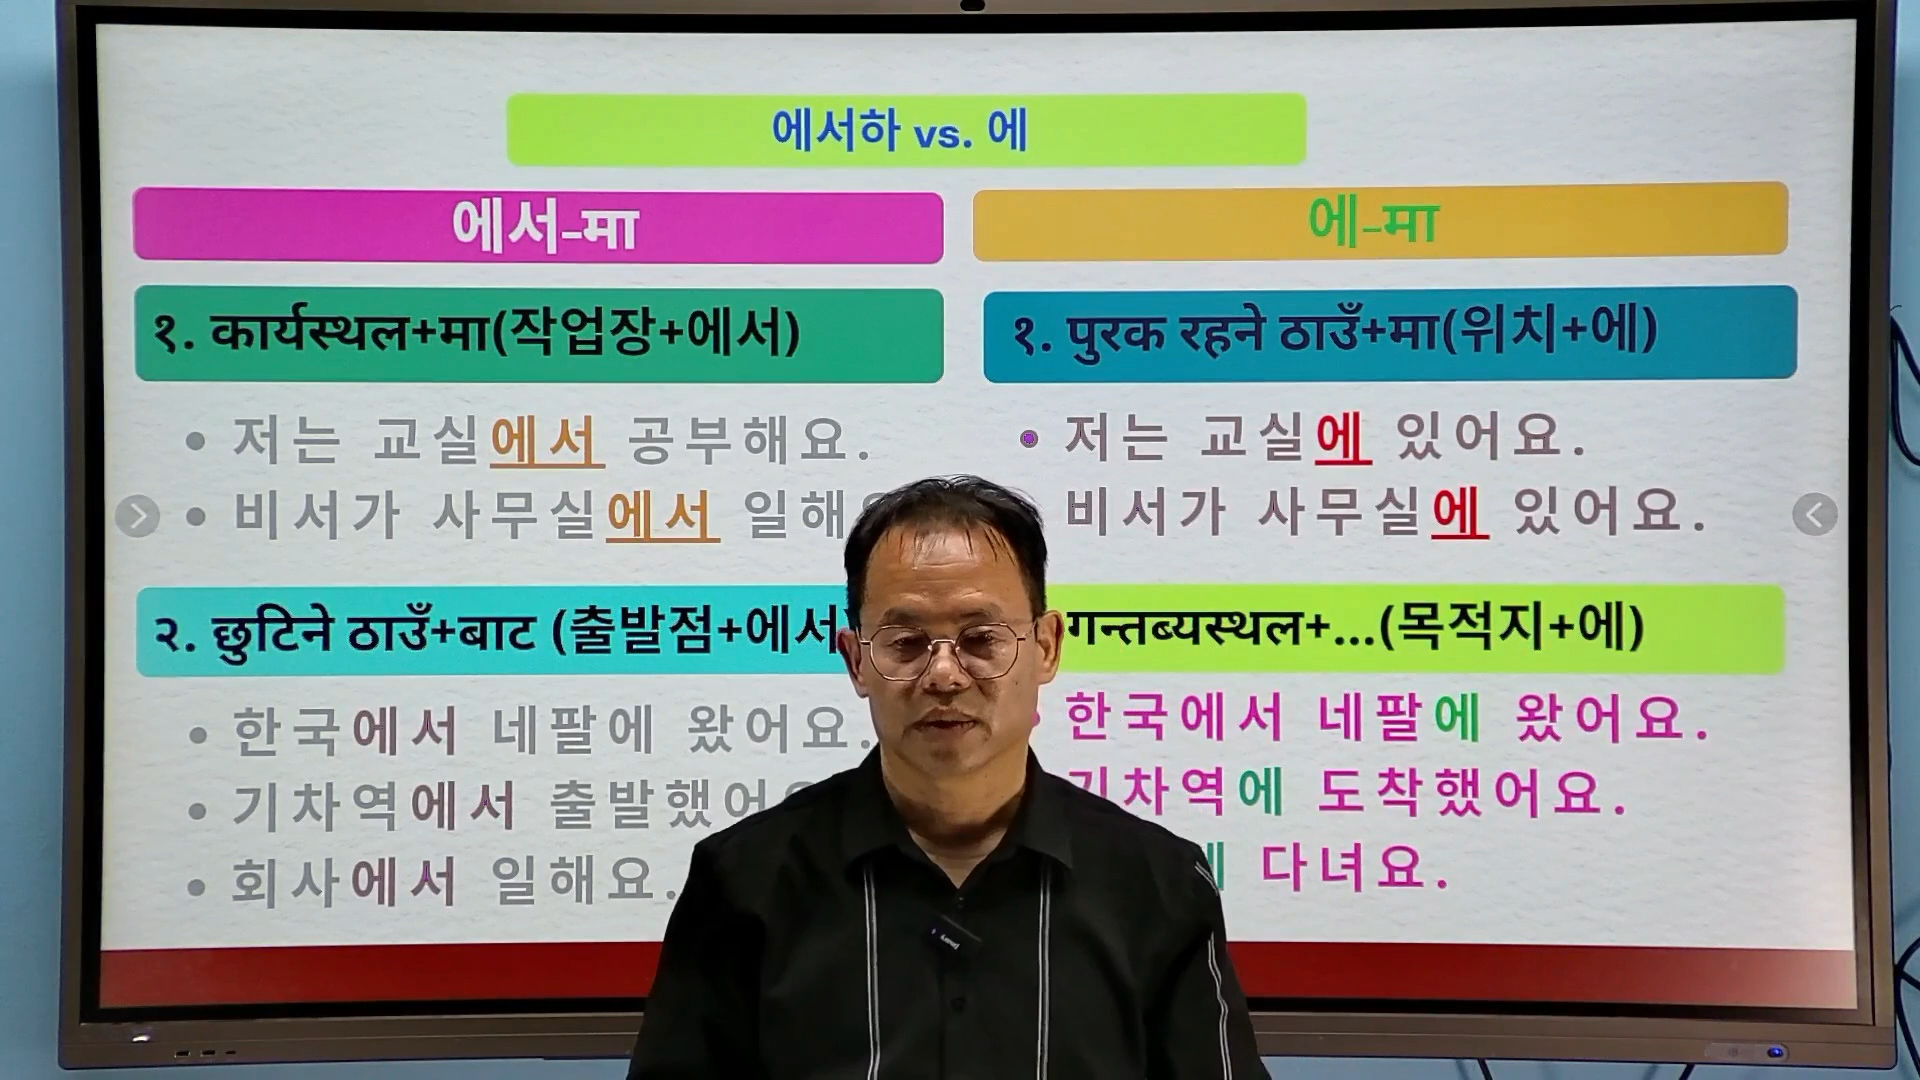 에서하 vs. 에
에서-मा
१. कार्यस्थल+मा(작업장+에서)
저는 교실에서 공부해요.
비서가 사무실에서 일해
२. छुटिने ठाउँ+बाट (출발점+에서
한국에서 네팔에 왔어요.
기차역에서 출발했어
회사에서 일해요.
에-मा
१. पुरक रहने ठाउँ+मा(위치+에)
저는 교실에 있어요.
비서가 사무실에 있어요.
गन्तब्यस्थल+...(목적지+에)
한국에서 네팔에 왔어요.
기차역에 도착했어요.
다녀요.